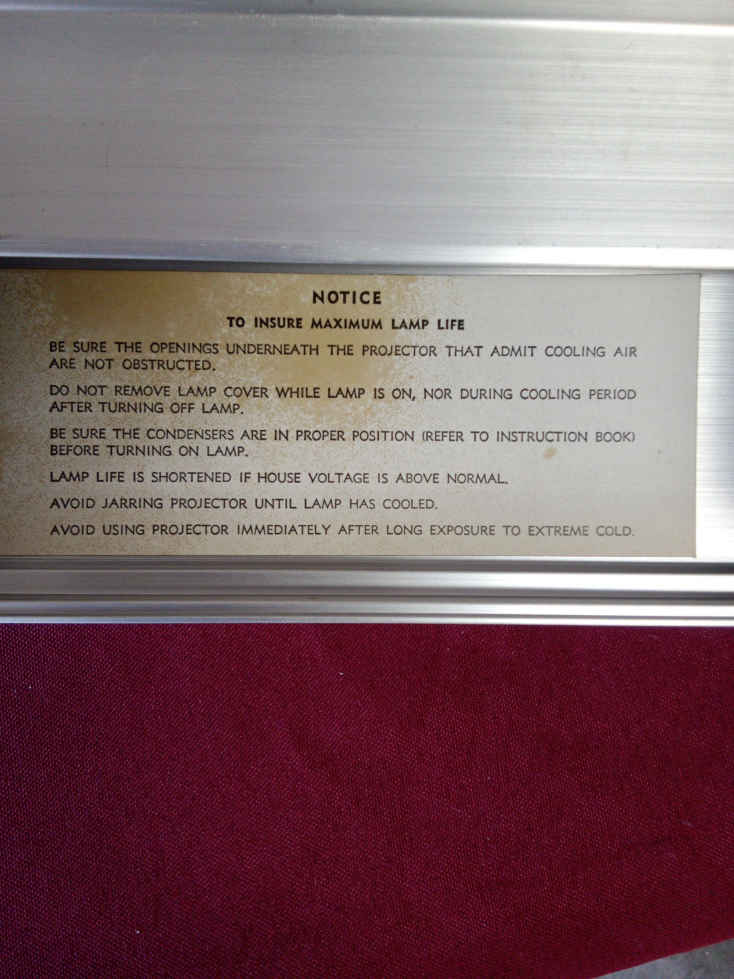 NOTICE
TO INSURE MAXIMUM LAMP LIFE
BE SURE THE OPENINGS UNDERNEATH THE PROJECTOR THAT ADMIT COOLING AIR
ARE NOT OBSTRUCTED.
DO NOT REMOVE LAMP COVER WHILE LAMP IS ON, NOR DURING COOLING PERIOD
AFTER TURNING OFF LAMP.
BE SURE THE CONDENSERS ARE IN PROPER POSITION (REFER TO INSTRUCTION BOOK)
BEFORE TURNING ON LAMP.
LAMP LIFE IS SHORTENED IF HOUSE VOLTAGE IS ABOVE NORMAL.
AVOID JARRING PROJECTOR UNTIL LAMP HAS COOLED.
AVOID USING PROJECTOR IMMEDIATELY AFTER LONG EXPOSURE TO EXTREME COLD.